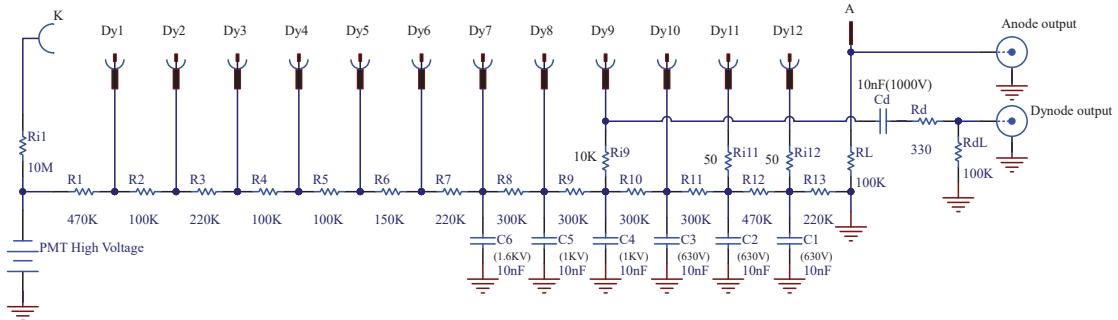 K
Dy1
Dy2
Dy3
Dy4
Dy5
Dy6
Dy7
Dy8
Dy9
Dy10
Dy11
Dy12
A
Anode output
10nF(1000V)
Cd
Rd
330
Dynode output
RdL
100K
Ri1
10M
10K
Ri9
50
Ri11
50
Ri12
RL
100K
R1
R2
R3
R4
R5
R6
R7
R8
R9
R10
R11
R12
R13
470K
100K
220K
100K
100K
150K
220K
300K
300K
300K
300K
470K
220K
PMT High Voltage
C6
(1.6KV)
10nF
C5
(1KV)
10nF
C4
(1KV)
10nF
C3
(630V)
10nF
C2
(630V)
10nF
C1
(630V)
10nF